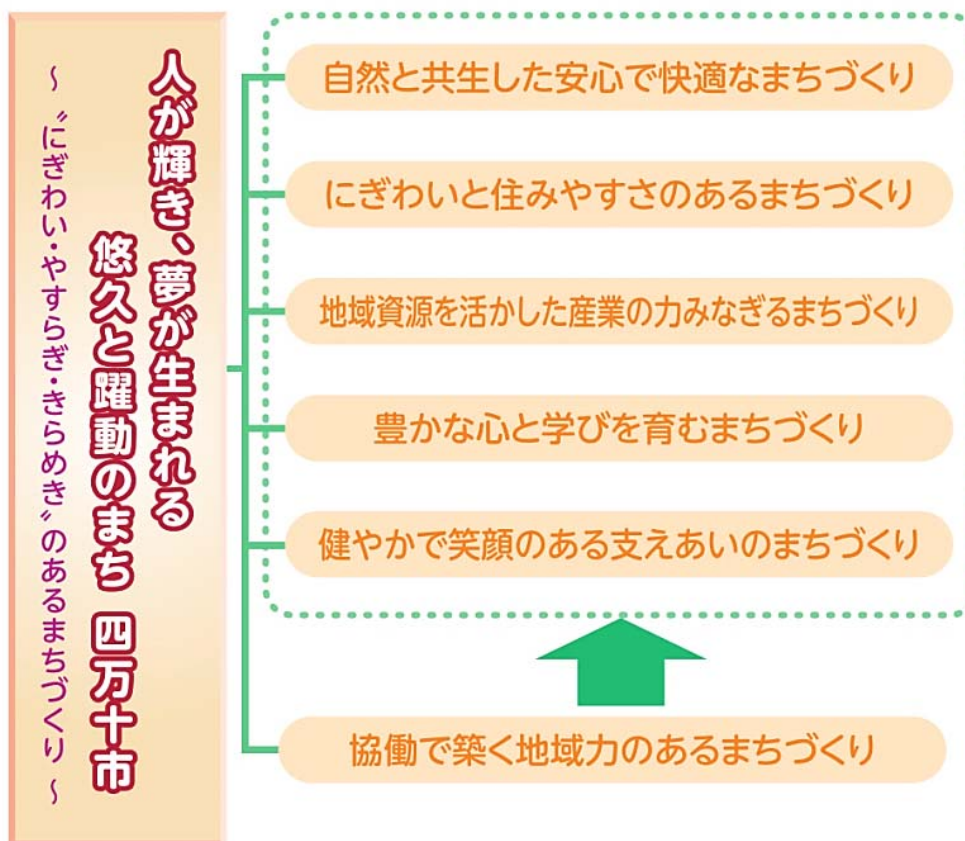 人が輝き、夢が生まれる
悠久と躍動のまち 四万十市
～〝にぎわい・やすらぎ・きらめき〟のあるまちづくり～
自然と共生した安心で快適なまちづくり
にぎわいと住みやすさのあるまちづくり
地域資源を活かした産業の力みなぎるまちづくり
豊かな心と学びを育むまちづくり
健やかで笑顔のある支えあいのまちづくり
協働で築く地域力のあるまちづくり